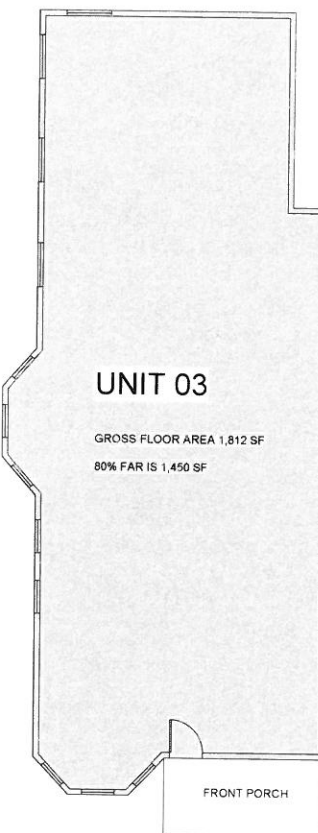 UNIT 03
GROSS FLOOR AREA 1,812 SF
80% FAR IS 1,450 SF
FRONT PORCH